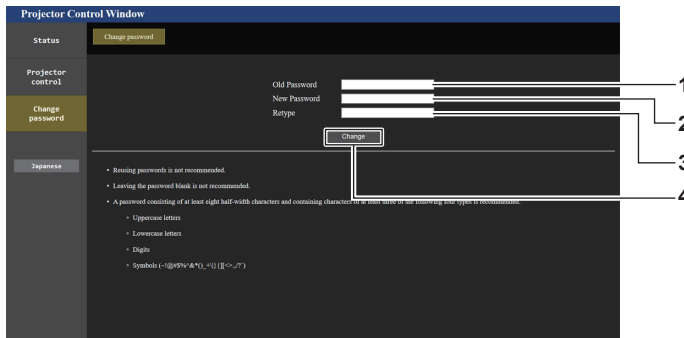 Projector Control Window
Status
Change password
Projector
control
Change
password
Japanese
Old Password
New Password
Retype
Change
1
2
3
4
• Reusing passwords is not recommended.
• Leaving the password blank is not recommended.
• A password consisting of at least eight half-width characters and containing characters of at least three of the following four types is recommended.
• Uppercase letters
• Lowercase letters
• Digits
• Symbols